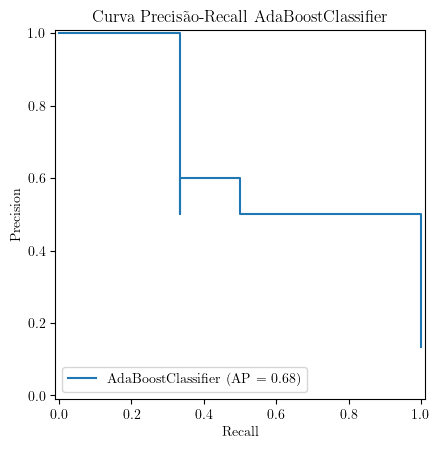 Curva Precisão-Recall AdaBoostClassifier
1.0
0.8
0.6
0.4
0.2
0.0
Precision
AdaBoostClassifier (AP = 0.68)
0.0 0.2 0.4 0.6 0.8 1.0
Recall